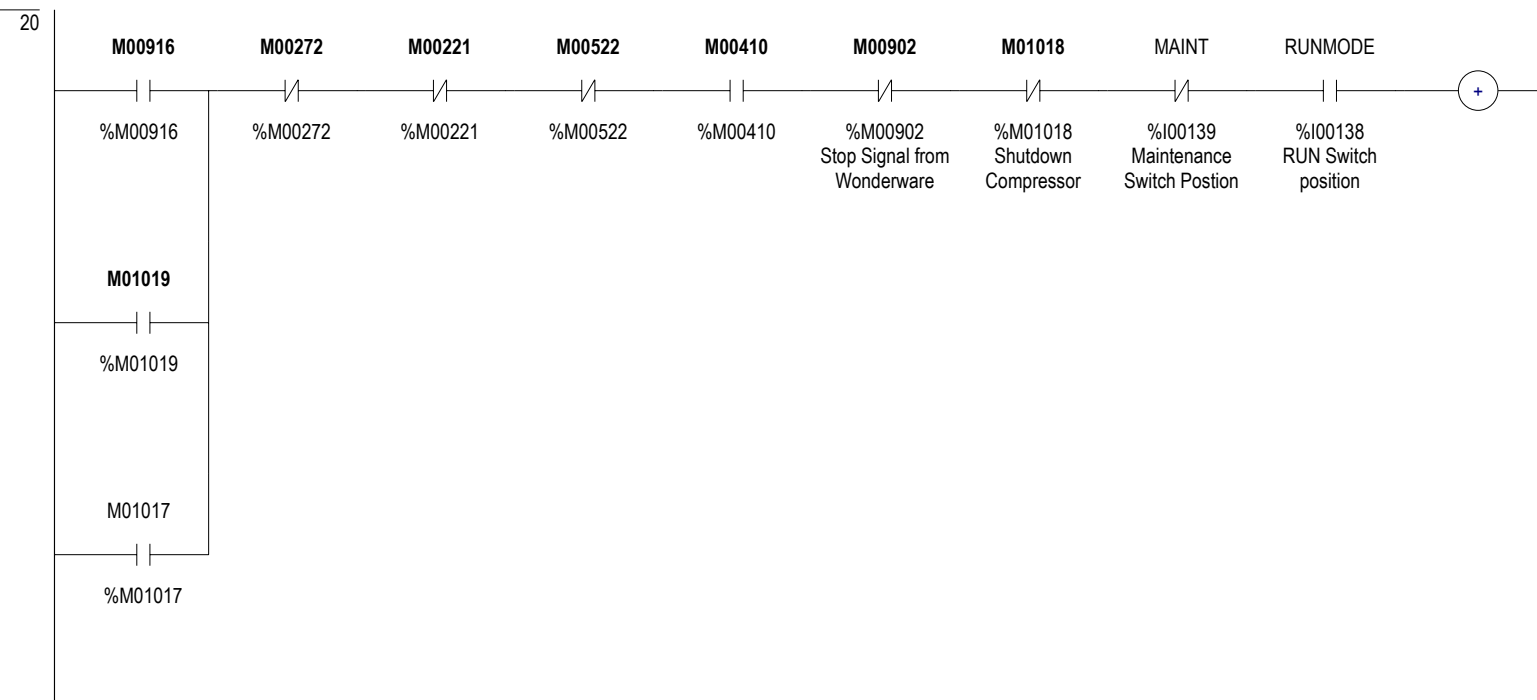 20
M00916 M00272 M00221 M00522 M00410 M00902 M01018 MAINT RUNMODE
+
%M00916 %M00272 %M00221 %M00522 %M00410 %M00902 %M01018 %I00139 %I00138
Stop Signal from Shutdown Maintenance RUN Switch
Wonderware Compressor Switch Postion position
M01019
%M01019
M01017
%M01017